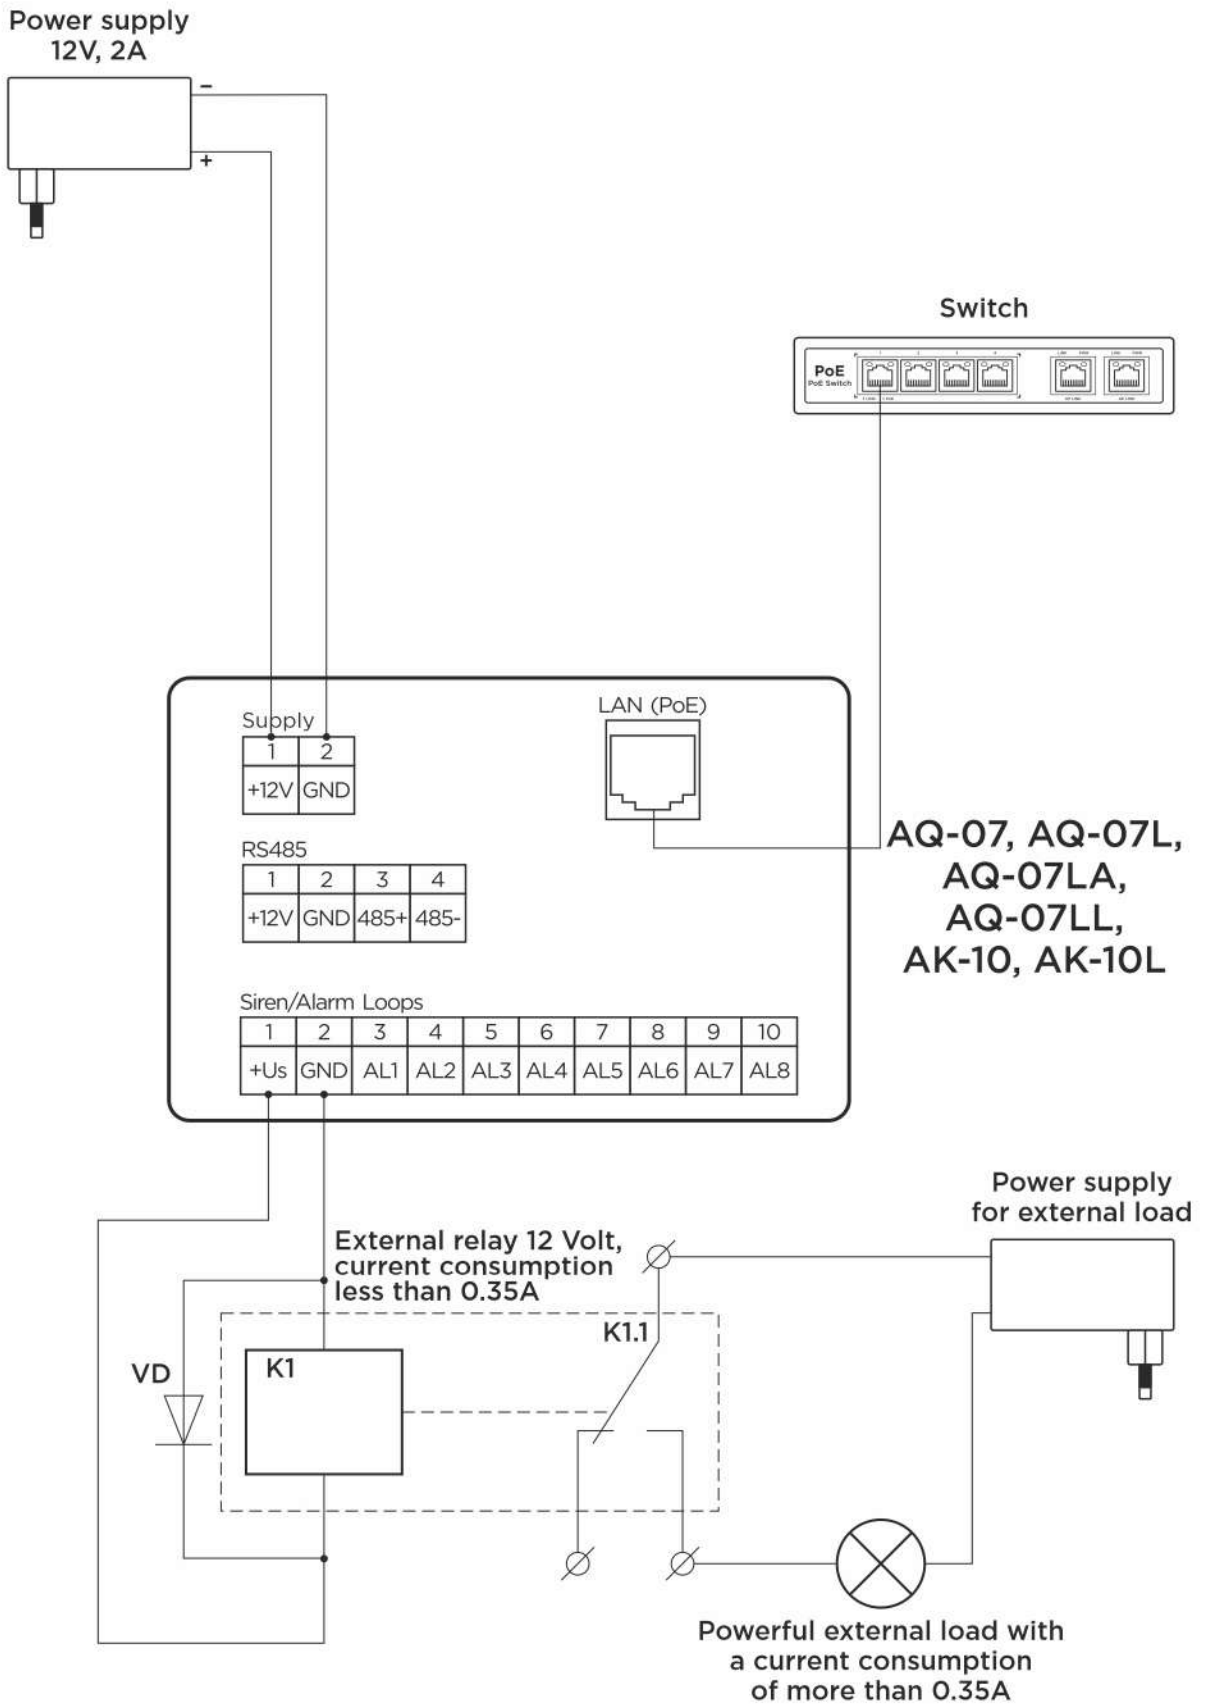 Power supply
12V, 2A
−
+
Switch
PoE
PoE Switch
1 2 3 4
Supply
1 2
+12V GND
LAN (PoE)
RS485
1 2 3 4
+12V GND 485+ 485-
AQ-07, AQ-07L,
AQ-07LA,
AQ-07LL,
AK-10, AK-10L
Siren/Alarm Loops
1 2 3 4 5 6 7 8 9 10
+Us GND AL1 AL2 AL3 AL4 AL5 AL6 AL7 AL8
Power supply
for external load
External relay 12 Volt,
current consumption
less than 0.35A
K1.1
VD
K1
Powerful external load with
a current consumption
of more than 0.35A